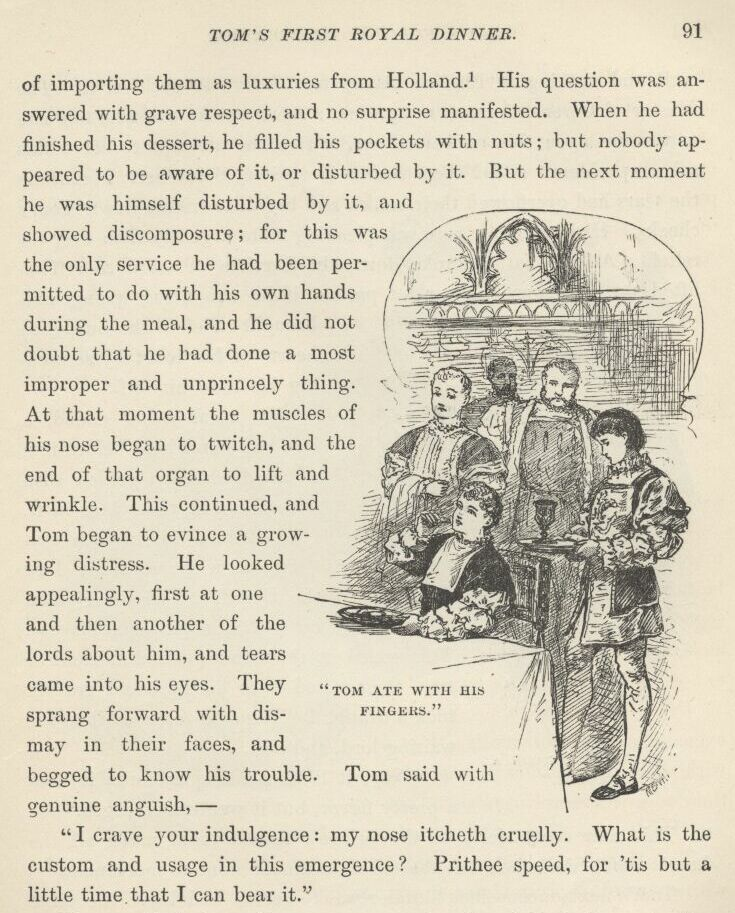 TOM'S FIRST ROYAL DINNER. 91
of importing them as luxuries from Holland.¹ His question was an-
swered with grave respect, and no surprise manifested. When he had
finished his dessert, he filled his pockets with nuts; but nobody ap-
peared to be aware of it, or disturbed by it. But the next moment
he was himself disturbed by it, and
showed discomposure; for this was
the only service he had been per-
mitted to do with his own hands
during the meal, and he did not
doubt that he had done a most
improper and unprincely thing.
At that moment the muscles of
his nose began to twitch, and the
end of that organ to lift and
wrinkle. This continued, and
Tom began to evince a grow-
ing distress. He looked
appealingly, first at one
and then another of the
lords about him, and tears
came into his eyes. They
sprang forward with dis-
may in their faces, and
begged to know his trouble. Tom said with
genuine anguish, —
"I crave your indulgence: my nose itcheth cruelly. What is the
custom and usage in this emergence? Prithee speed, for 'tis but a
little time that I can bear it."
"TOM ATE WITH HIS
FINGERS."